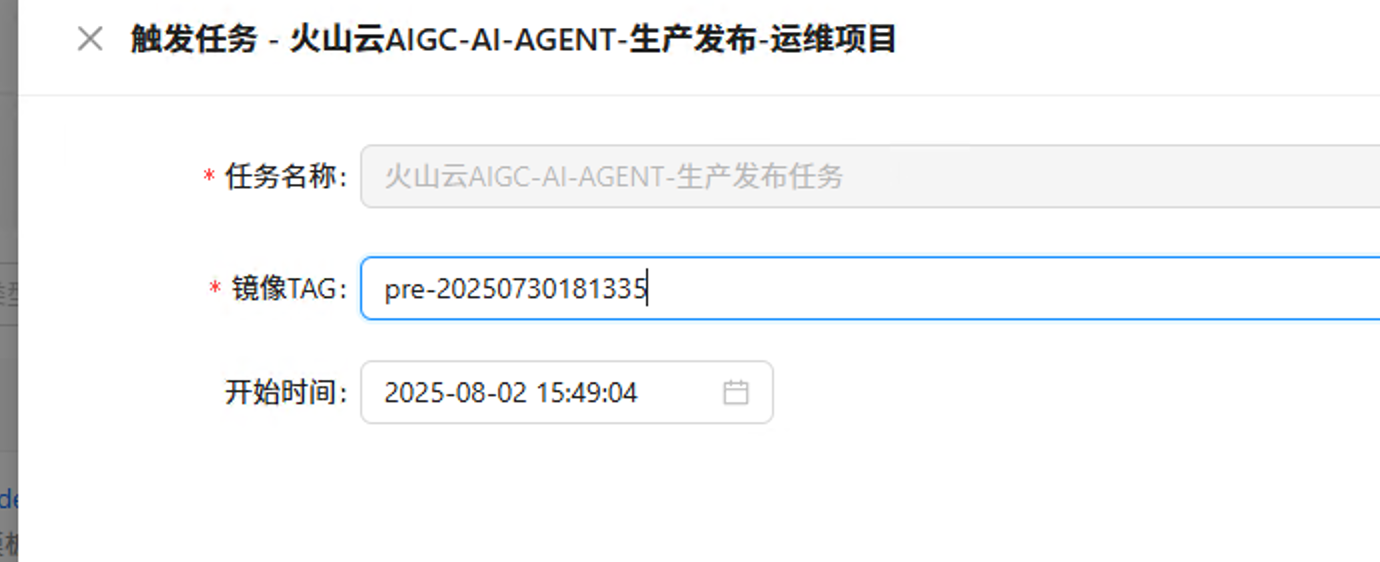 触发任务 - 火山云AIGC-AI-AGENT-生产发布-运维项目
* 任务名称: 火山云AIGC-AI-AGENT-生产发布任务
* 镜像TAG: pre-20250730181335
开始时间: 2025-08-02 15:49:04